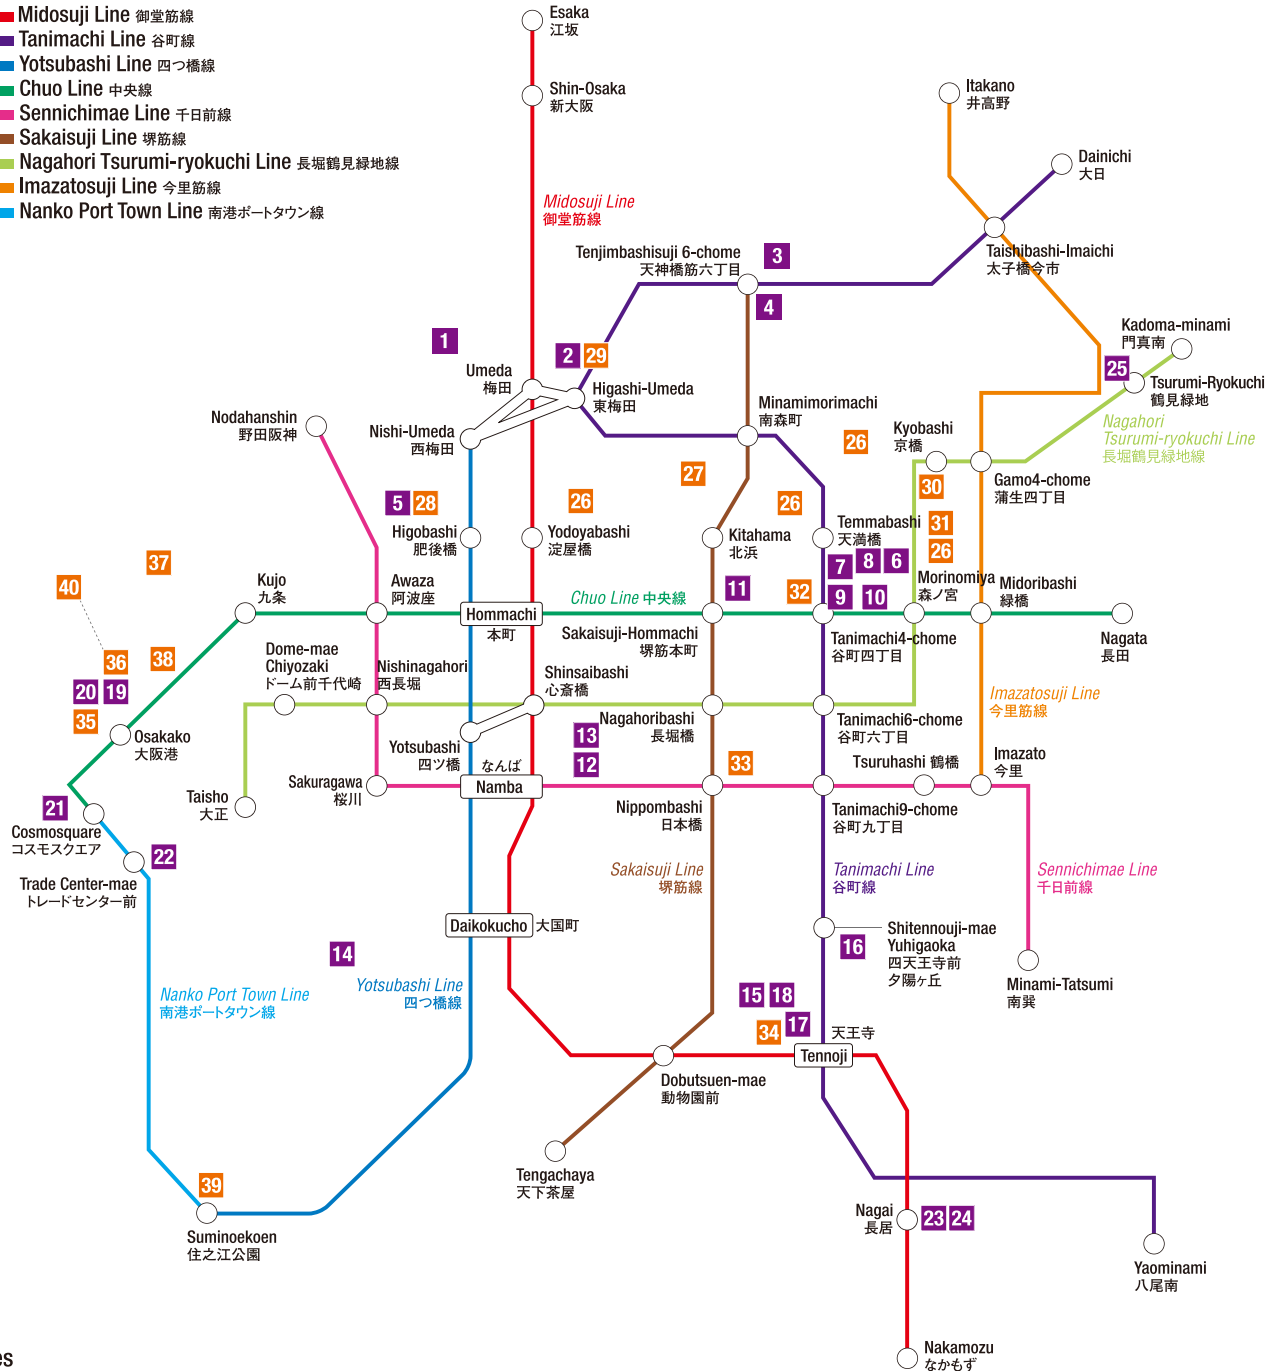 Midosuji Line 御堂筋線
Tanimachi Line 谷町線
Yotsubashi Line 四つ橋線
Chuo Line 中央線
Sennichimae Line 千日前線
Sakaisuji Line 堺筋線
Nagahori Tsurumi-ryokuchi Line 長堀鶴見緑地線
Imazatosuji Line 今里筋線
Nanko Port Town Line 南港ポートタウン線
Esaka
江坂
Shin-Osaka
新大阪
Itakano
井高野
Dainichi
大日
Midosuji Line
御堂筋線
Tenjimbashisuji 6-chome
天神橋筋六丁目
3
4
Taishibashi-Imaichi
太子橋今市
Kadoma-minami
門真南
1
2 29
25
Umeda
梅田
Higashi-Umeda
東梅田
Tsurumi-Ryokuchi
鶴見緑地
Nodahanshin
野田阪神
Nishi-Umeda
西梅田
Minamimorimachi
南森町
26
Kyobashi
京橋
Nagahori
Tsurumi-ryokuchi Line
長堀鶴見緑地線
27
30
Gamo4-chome
蒲生四丁目
5 28
26
26
31
26
Higobashi
肥後橋
Yodoyabashi
淀屋橋
Kitahama
北浜
Temmabashi
天満橋
7 8 6
37
40
Kujo
九条
Awaza
阿波座
Hommachi
本町
Chuo Line 中央線
11
32
9 10
Morinomiya
森ノ宮
Midoribashi
緑橋
Sakaisuji-Hommachi
堺筋本町
Tanimachi4-chome
谷町四丁目
Nagata
長田
36
38
20 19
35
Dome-mae
Chiyozaki
ドーム前千代崎
Nishinagahori
西長堀
Shinsaibashi
心斎橋
Imazatosuji Line
今里筋線
Osakako
大阪港
Yotsubashi
四ツ橋
13
12
Nagahoribashi
長堀橋
33
Tanimachi6-chome
谷町六丁目
Tsuruhashi 鶴橋
Imazato
今里
Taisho
大正
Sakuragawa
桜川
なんば
Namba
Nippombashi
日本橋
Tanimachi9-chome
谷町九丁目
21
Cosmosquare
コスモスクエア
22
Trade Center-mae
トレードセンター前
Sakaisuji Line
堺筋線
Tanimachi Line
谷町線
Sennichimae Line
千日前線
Daikokucho 大国町
14
16
Shitennouji-mae
Yuhigaoka
四天王寺前
夕陽ヶ丘
Nanko Port Town Line
南港ポートタウン線
Yotsubashi Line
四つ橋線
15 18
17
34
Minami-Tatsumi
南巽
天王寺
Tennoji
Dobutsuen-mae
動物園前
Tengachaya
天下茶屋
39
Suminoekoen
住之江公園
Nagai
長居
23 24
Yaominami
八尾南
Nakamozu
なかもず
es